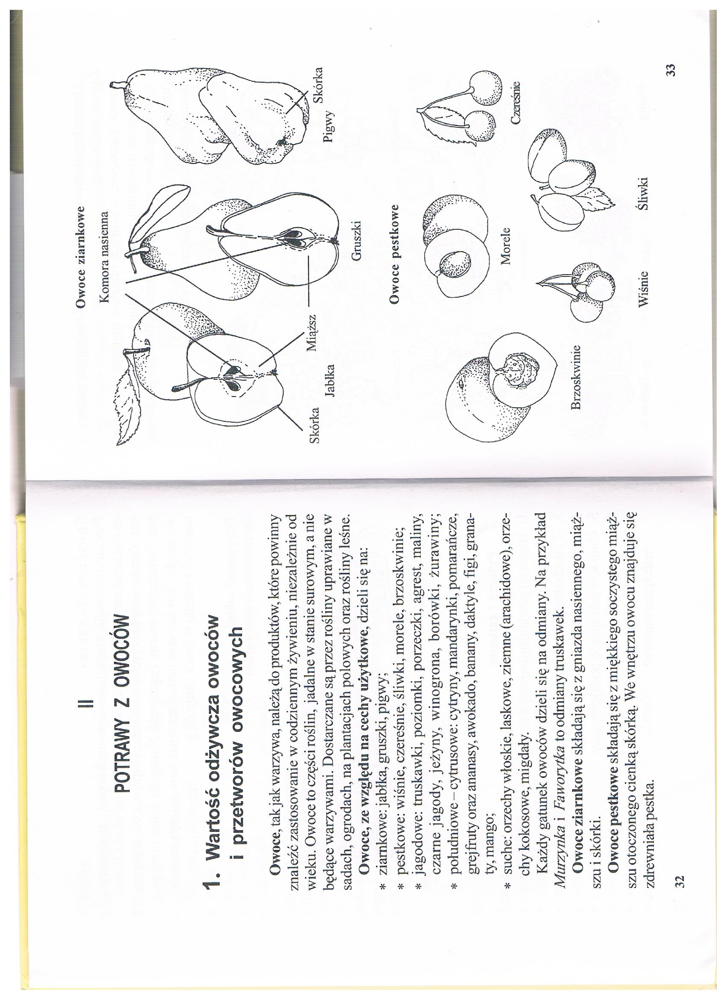 II
POTRAWY Z OWOCÓW
1. Wartość odżywcza owoców
i przetworów owocowych
Owoce, tak jak warzywa, należą do produktów, które powinny
znaleźć zastosowanie w codziennym żywieniu, niezależnie od
wieku. Owoce to części roślin, jadalne w stanie surowym, a nie
będące warzywami. Dostarczane są przez rośliny uprawiane w
sadach, ogrodach, na plantacjach polowych oraz rośliny leśne.
Owoce, ze względu na cechy użytkowe, dzieli się na:
* ziarnkowe: jabłka, gruszki, pigwy;
* pestkowe: wiśnie, czereśnie, śliwki, morele, brzoskwinie;
* jagodowe: truskawki, poziomki, porzeczki, agrest, maliny,
czarne jagody, jeżyny, winogrona, borówki, żurawiny;
* południowe – cytrusowe: cytryny, mandarynki, pomarańcze,
grejfruty oraz ananasy, awokado, banany, daktyle, figi, grana-
ty, mango;
* suche: orzechy włoskie, laskowe, ziemne (arachidowe), orze-
chy kokosowe, migdały.
Każdy gatunek owoców dzieli się na odmiany. Na przykład
Murzynka i Faworytka to odmiany truskawek.
Owoce ziarnkowe składają się z gniazda nasiennego, miąż-
szu i skórki.
Owoce pestkowe składają się z miękkiego soczystego miąż-
szu otoczonego cienką skórką. We wnętrzu owocu znajduje się
zdrewniała pestka.
32
Owoce ziarnkowe
Komora nasienna
Skórka
Miąższ
Skórka
Jabłka
Gruszki
Pigwy
Owoce pestkowe
Brzoskwinie
Morele
Czereśnie
Wiśnie
Śliwki
33